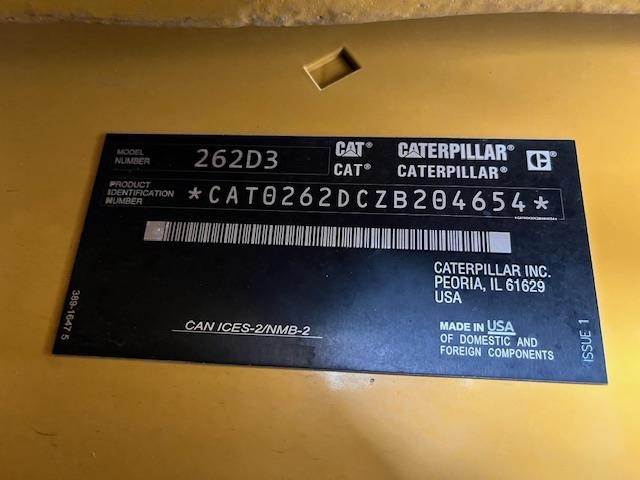 MODEL NUMBER 262D3 CAT® CATERPILLAR® C
CAT® CATERPILLAR®
PRODUCT IDENTIFICATION NUMBER *CAT0262DCZB204654*
CATERPILLAR INC.
PEORIA, IL 61629
USA
389-1647 5
CAN ICES-2/NMB-2
MADE IN USA
OF DOMESTIC AND
FOREIGN COMPONENTS
ISSUE 1